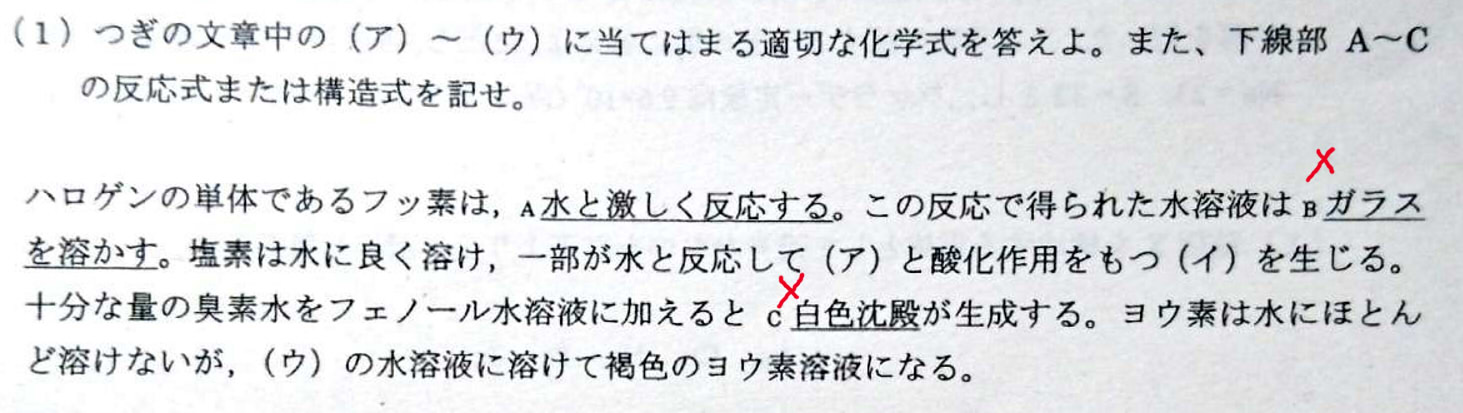 (1) つぎの文章中の(ア)~(ウ)に当てはまる適切な化学式を答えよ。また、下線部 A~C
の反応式または構造式を記せ。
×
ハロゲンの単体であるフッ素は，A水と激しく反応する。この反応で得られた水溶液はBガラス
を溶かす。塩素は水に良く溶け，一部が水と反応して(ア)と酸化作用をもつ(イ)を生じる。
×
十分な量の臭素水をフェノール水溶液に加えると C白色沈殿が生成する。ヨウ素は水にほとん
ど溶けないが，(ウ)の水溶液に溶けて褐色のヨウ素溶液になる。